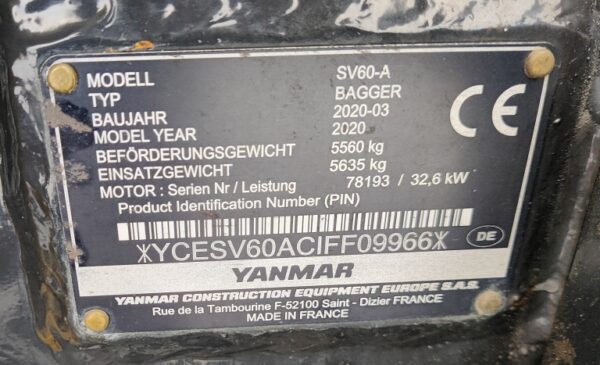 MODELL SV60-A
TYP BAGGER
BAUJAHR 2020-03
MODEL YEAR 2020
BEFÖRDERUNGSGEWICHT 5560 kg
EINSATZGEWICHT 5635 kg
MOTOR : Serien Nr / Leistung 78193 / 32,6 kW
Product Identification Number (PIN)
CE
*YCESV60ACIFF09966*
DE
YANMAR
YANMAR CONSTRUCTION EQUIPMENT EUROPE S.A.S.
Rue de la Tambourine F-52100 Saint - Dizier FRANCE
MADE IN FRANCE